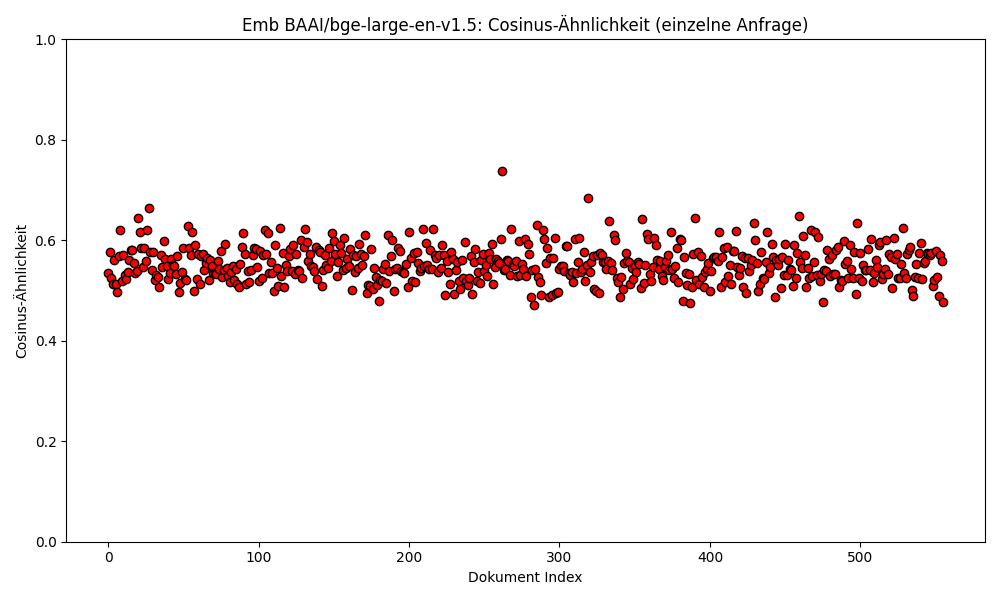 Emb BAAI/bge-large-en-v1.5: Cosinus-Ähnlichkeit (einzelne Anfrage)
1.0
0.8
0.6
0.4
0.2
0.0
Cosinus-Ähnlichkeit
0 100 200 300 400 500
Dokument Index